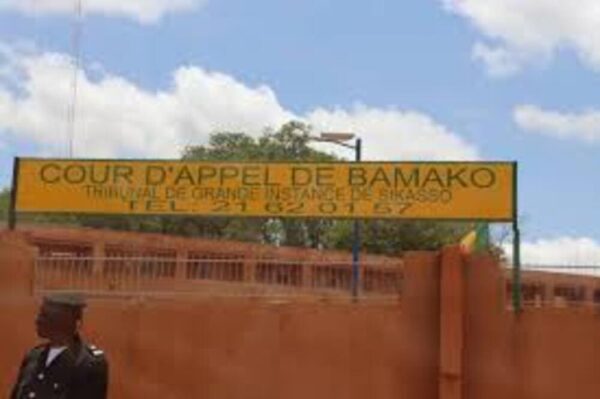 COUR D'APPEL DE BAMAKO
TRIBUNAL DE GRANDE INSTANCE DE SIKASSO
TEL. 21 62 01 57